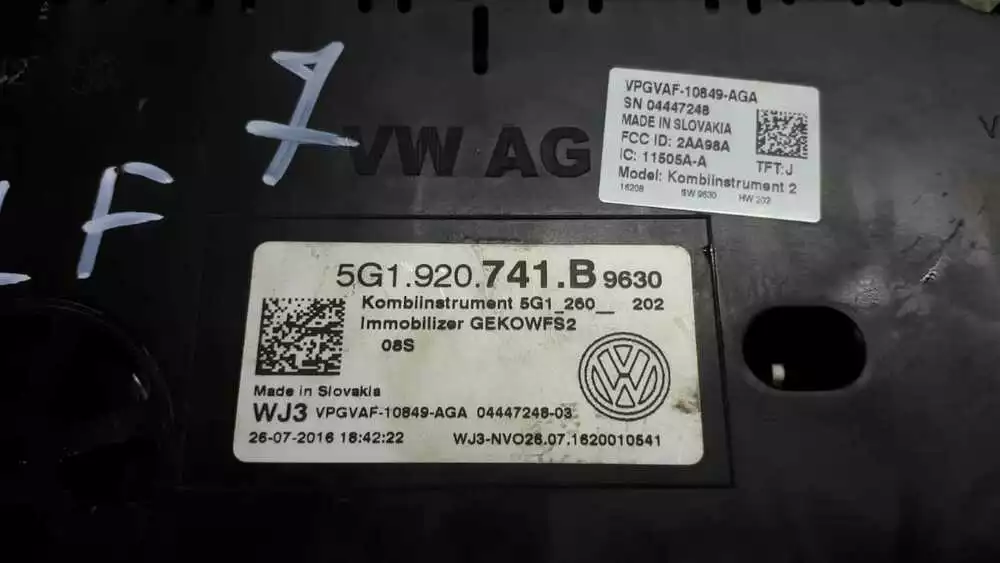 7
LF
VW AG
VPGVAF-10849-AGA
SN 04447248
MADE IN SLOVAKIA
FCC ID: 2AA98A
IC: 11505A-A
TFT:J
Model: Kombiinstrument 2
16208 SW 9630 HW 202
5G1.920.741.B 9630
Kombiinstrument 5G1_260__ 202
Immobilizer GEKOWFS2
08S
Made in Slovakia
WJ3 VPGVAF-10849-AGA 04447248-03
26-07-2016 18:42:22 WJ3-NVO26.07.1620010541